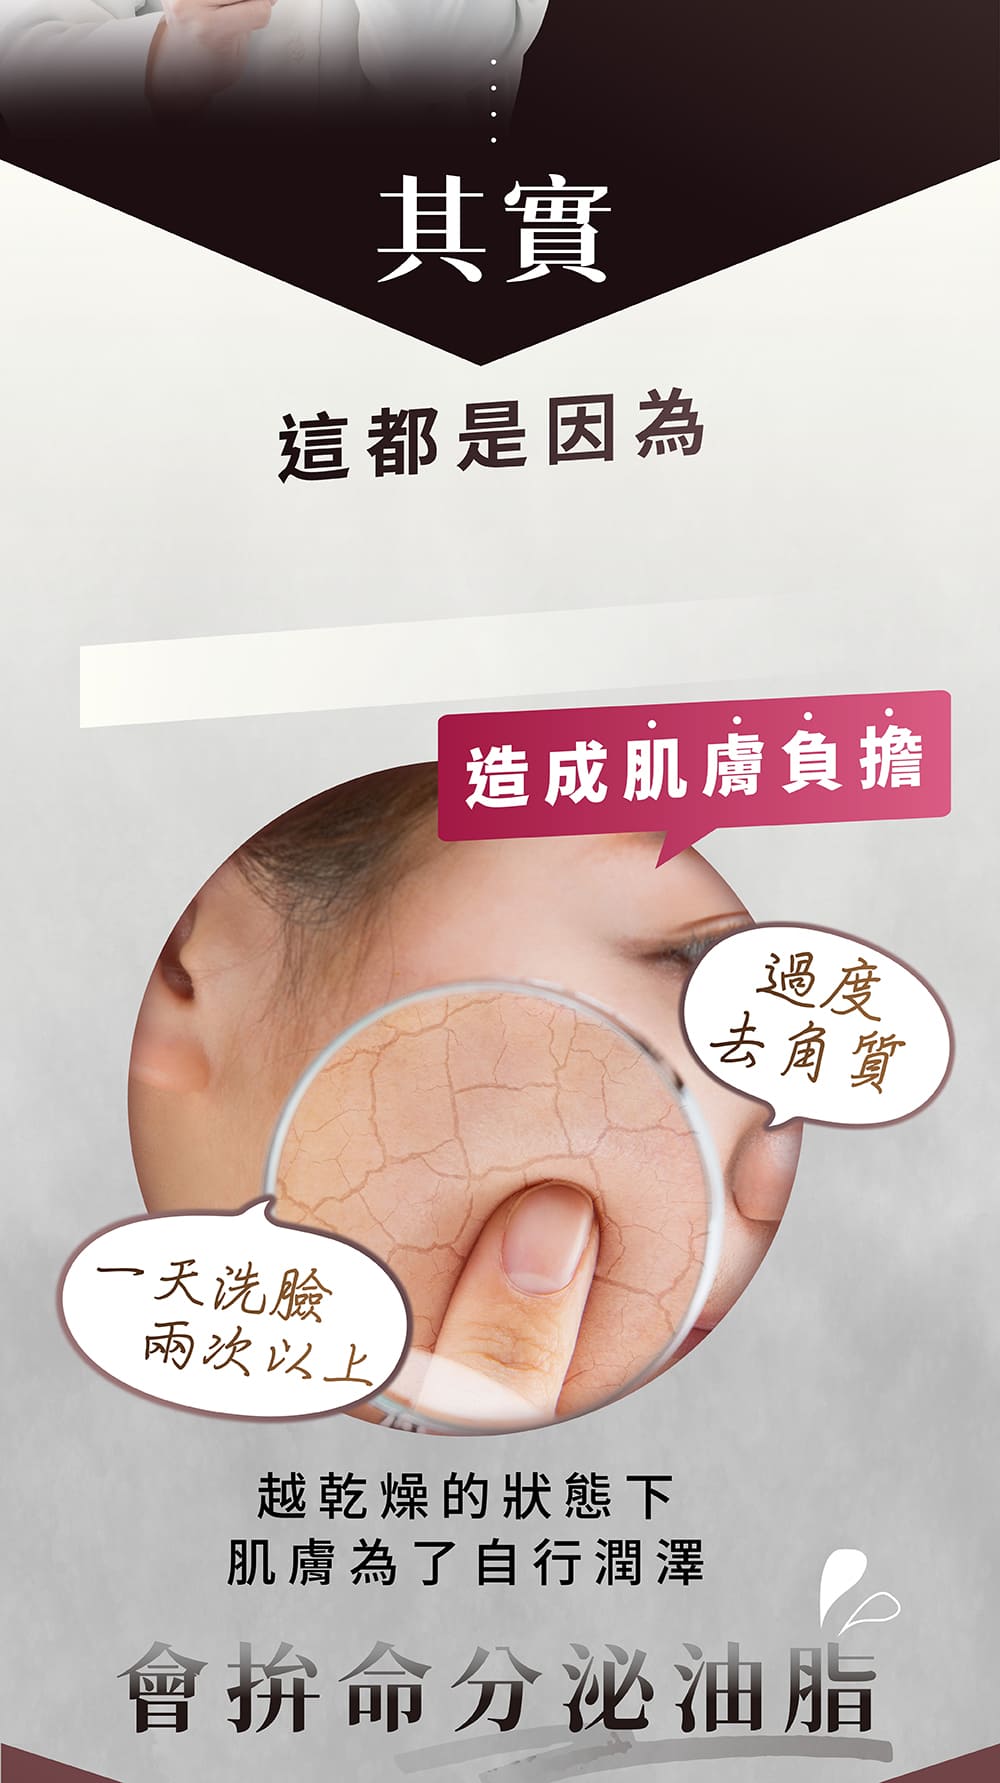 其實
這都是因為
造成肌膚負擔
過度
去角質
一天洗臉
兩次以上
越乾燥的狀態下
肌膚為了自行潤澤
會拚命分泌油脂